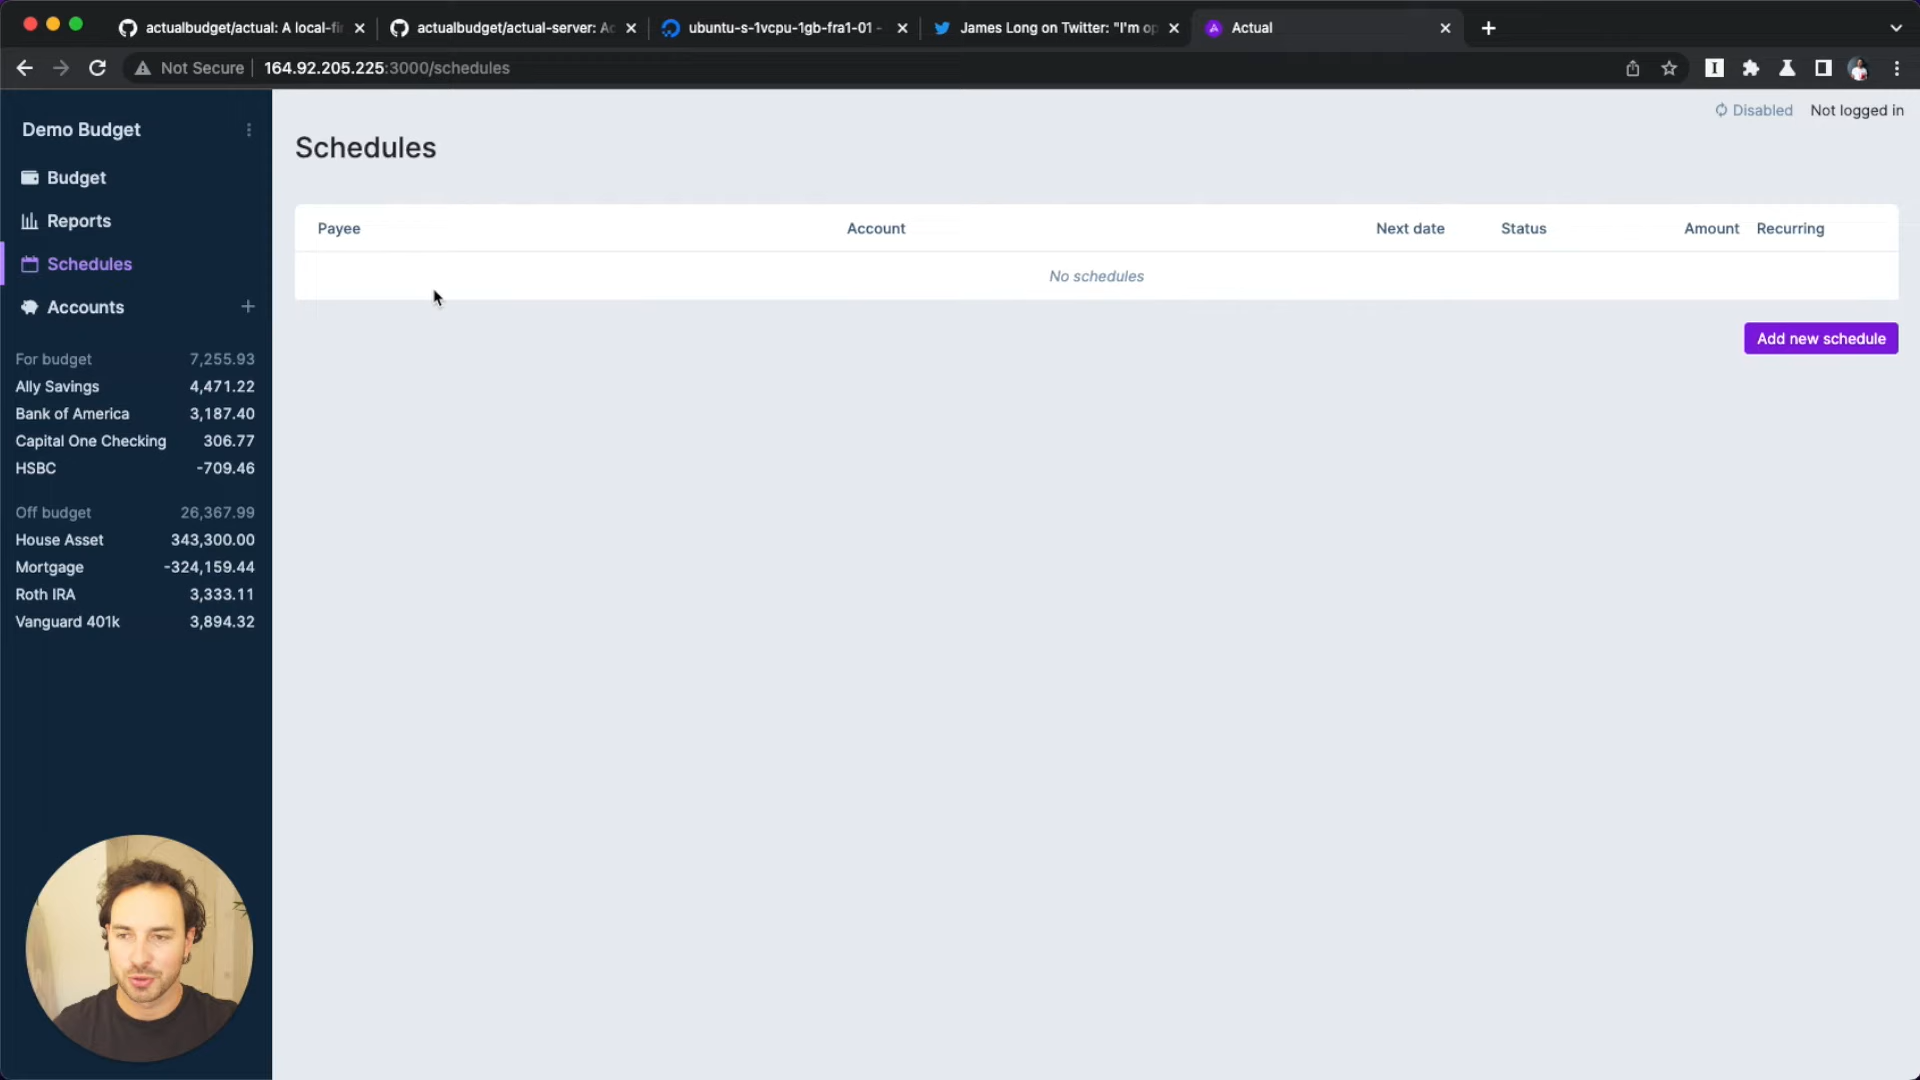 actualbudget/actual: A local-fi
actualbudget/actual-server: Ac
ubuntu-s-1vcpu-1gb-fra1-01 -
James Long on Twitter: "I'm op
Actual
Not Secure
164.92.205.225:3000/schedules
Disabled
Not logged in
Demo Budget
Budget
Reports
Schedules
Accounts
For budget 7,255.93
Ally Savings 4,471.22
Bank of America 3,187.40
Capital One Checking 306.77
HSBC -709.46
Off budget 26,367.99
House Asset 343,300.00
Mortgage -324,159.44
Roth IRA 3,333.11
Vanguard 401k 3,894.32
Schedules
Payee Account Next date Status Amount Recurring
No schedules
Add new schedule